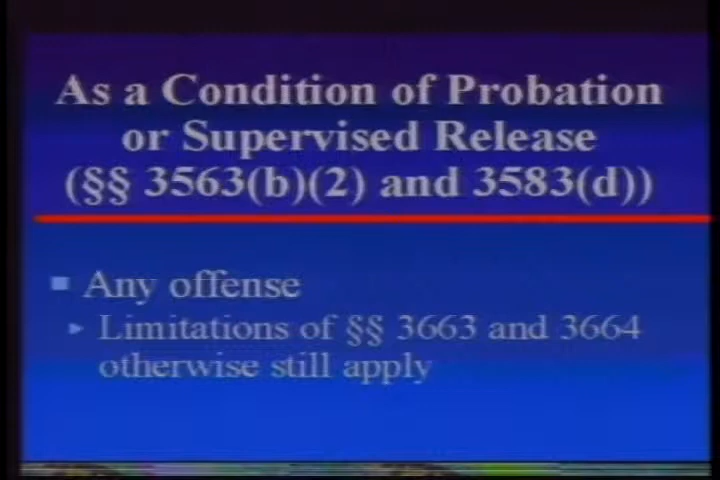 As a Condition of Probation
or Supervised Release
(§§ 3563(b)(2) and 3583(d))
Any offense
Limitations of §§ 3663 and 3664
otherwise still apply